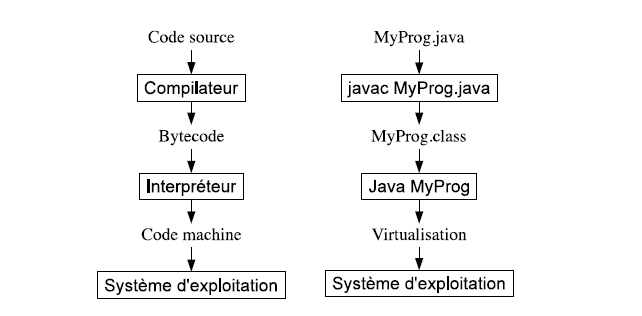 Code source
Compilateur
Bytecode
Interpréteur
Code machine
Système d'exploitation
MyProg.java
javac MyProg.java
MyProg.class
Java MyProg
Virtualisation
Système d'exploitation